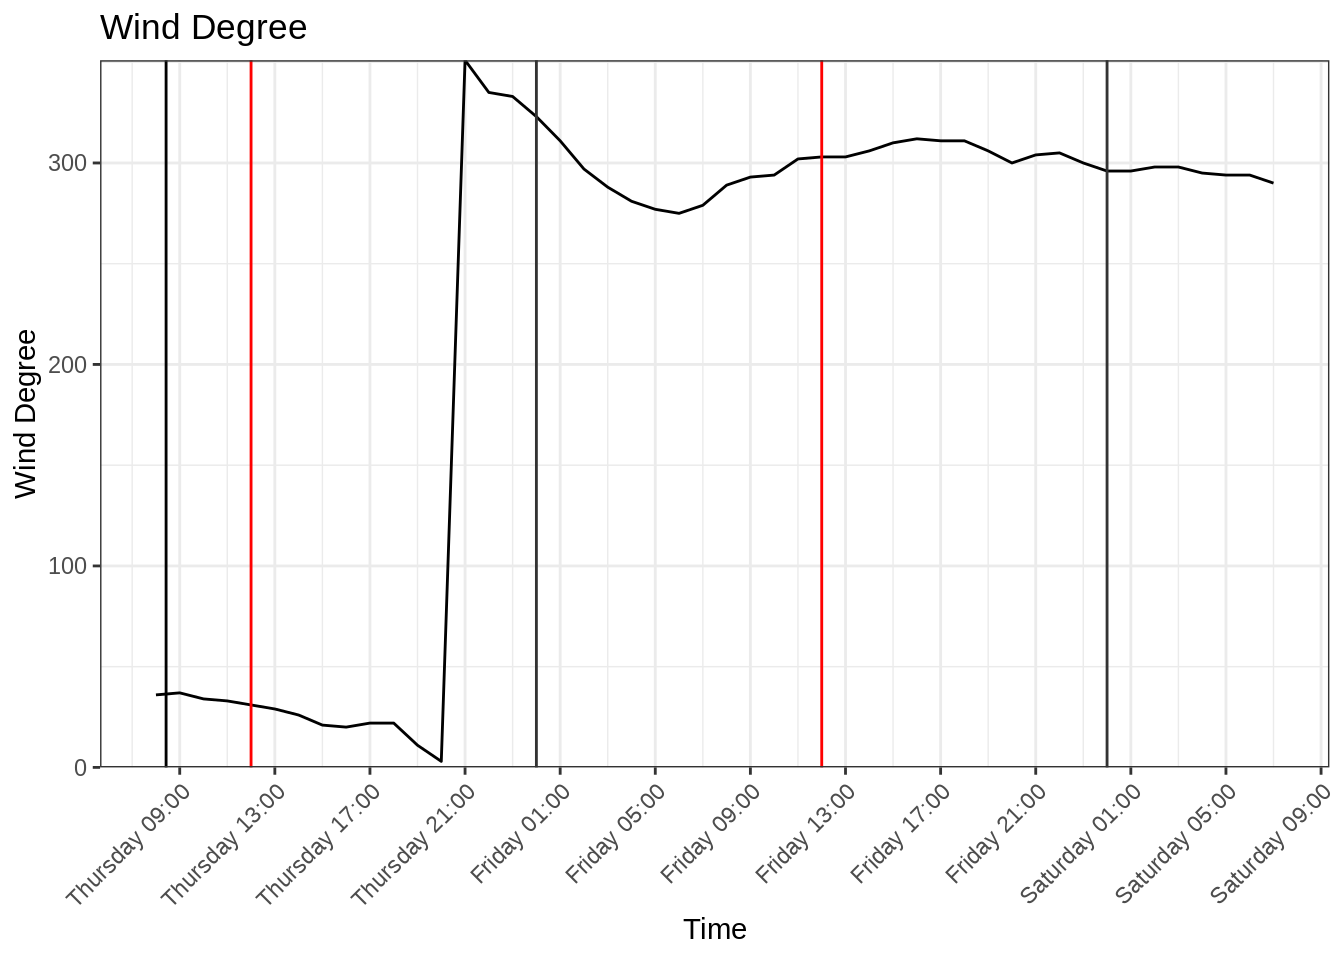 Wind Degree
Wind Degree
300
200
100
0
Thursday 09:00
Thursday 13:00
Thursday 17:00
Thursday 21:00
Friday 01:00
Friday 05:00
Friday 09:00
Friday 13:00
Friday 17:00
Friday 21:00
Saturday 01:00
Saturday 05:00
Saturday 09:00
Time